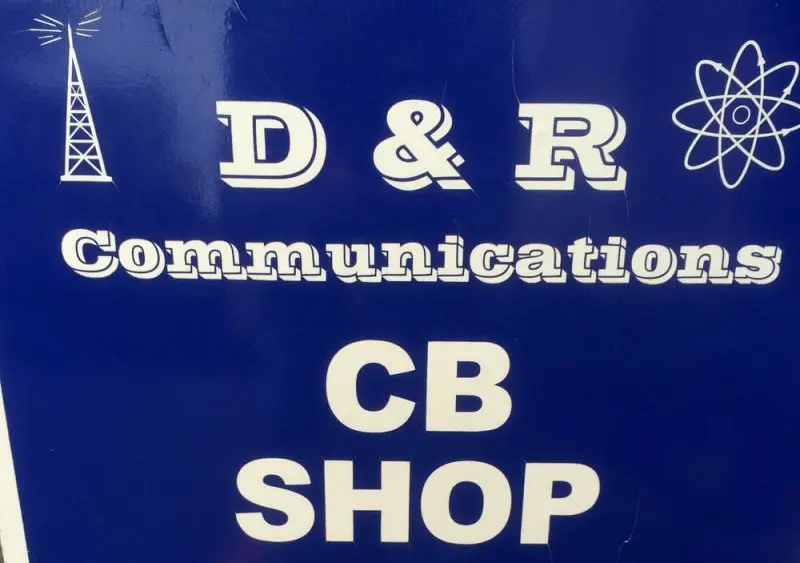 D & R
Communications
CB
SHOP